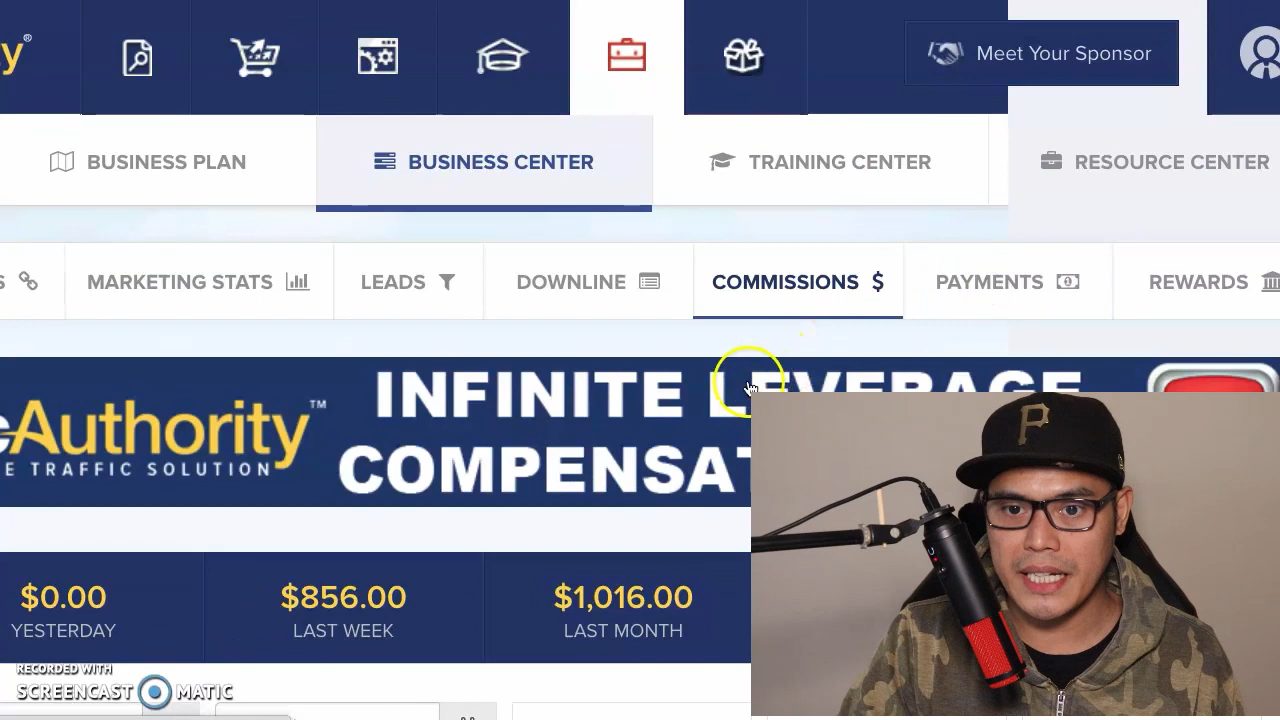 y®
Meet Your Sponsor
BUSINESS PLAN
BUSINESS CENTER
TRAINING CENTER
RESOURCE CENTER
S
MARKETING STATS
LEADS
DOWNLINE
COMMISSIONS $
PAYMENTS
REWARDS
cAuthority™
E TRAFFIC SOLUTION
INFINITE LEVERAGE
COMPENSAT
$0.00
YESTERDAY
$856.00
LAST WEEK
$1,016.00
LAST MONTH
P
RECORDED WITH
SCREENCAST MATIC